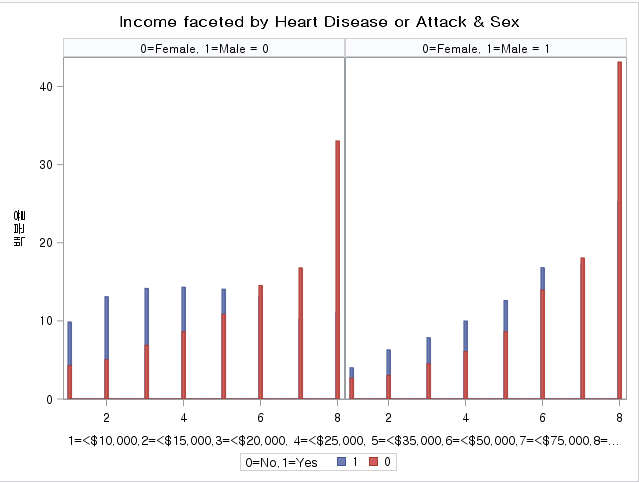 Income faceted by Heart Disease or Attack & Sex
0=Female, 1=Male = 0
0=Female, 1=Male = 1
40
30
20
10
0
백분율
2 4 6 8 2 4 6 8
1=<$10,000,2=<$15,000,3=<$20,000, 4=<$25,000, 5=<$35,000,6=<$50,000,7=<$75,000,8=...
0=No,1=Yes 1 0